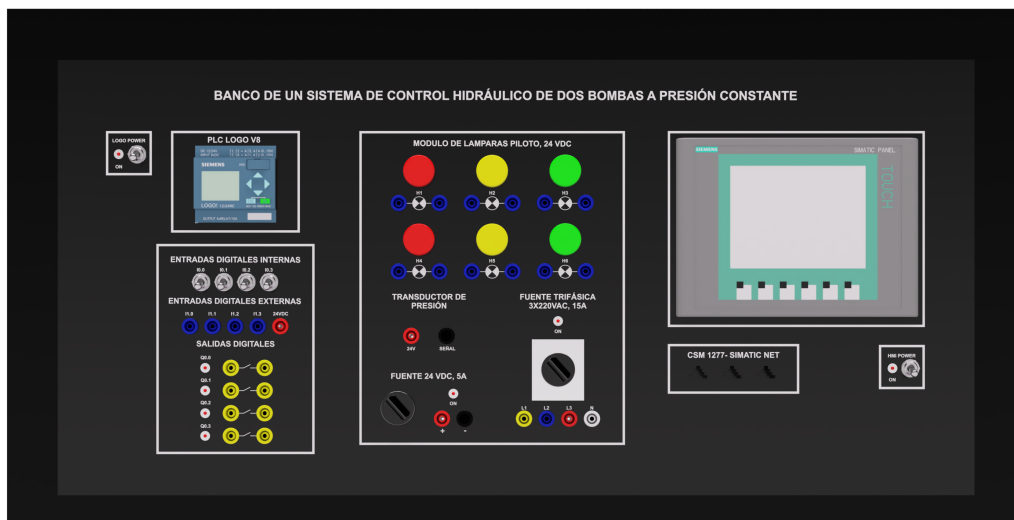 BANCO DE UN SISTEMA DE CONTROL HIDRÁULICO DE DOS BOMBAS A PRESIÓN CONSTANTE
LOGO POWER
ON
PLC LOGO V8
SIEMENS
LOGO!
ENTRADAS DIGITALES INTERNAS
I0.0 I0.1 I0.2 I0.3
ENTRADAS DIGITALES EXTERNAS
I1.0 I1.1 I1.2 I1.3 24VDC
SALIDAS DIGITALES
Q0.0
Q0.1
Q0.2
Q0.3
MODULO DE LAMPARAS PILOTO, 24 VDC
H1 H2 H3
H4 H5 H6
TRANSDUCTOR DE
PRESIÓN
24V SEÑAL
FUENTE TRIFÁSICA
3X220VAC, 15A
ON
FUENTE 24 VDC, 5A
ON
+ -
L1 L2 L3 N
SIEMENS
SIMATIC PANEL
TOUCH
CSM 1277- SIMATIC NET
HMI POWER
ON